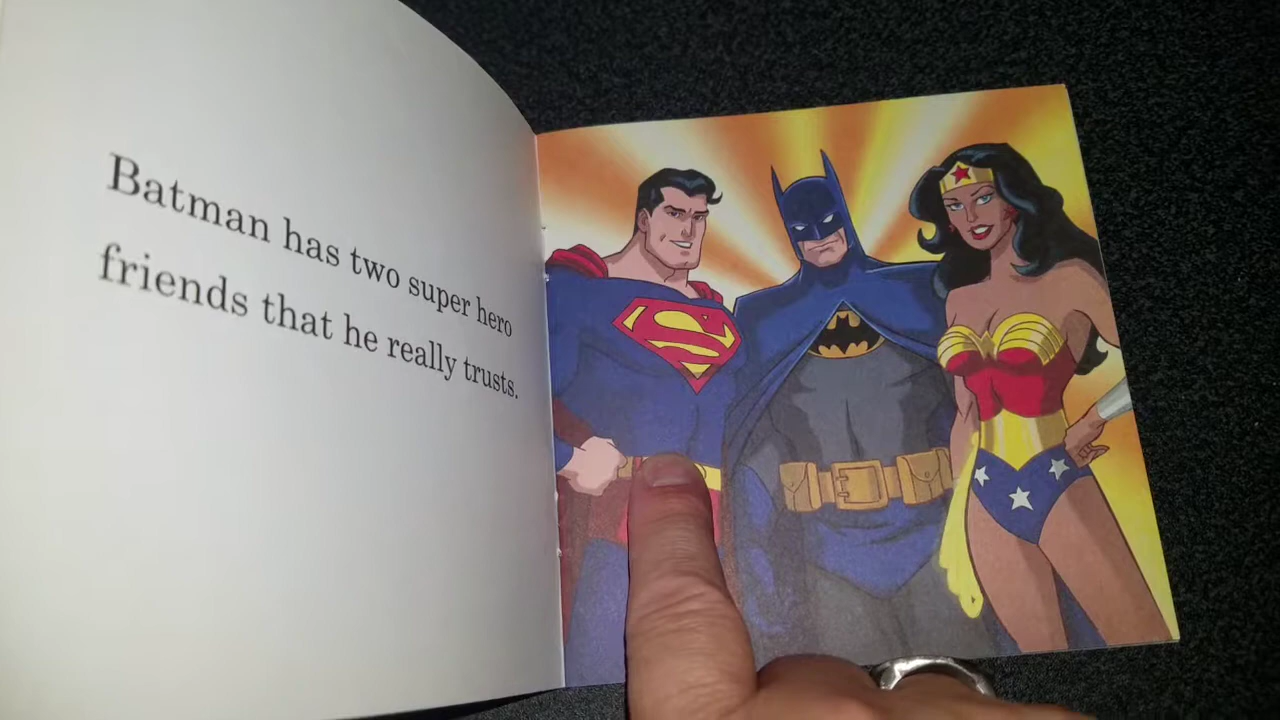 Batman has two super hero
friends that he really trusts.